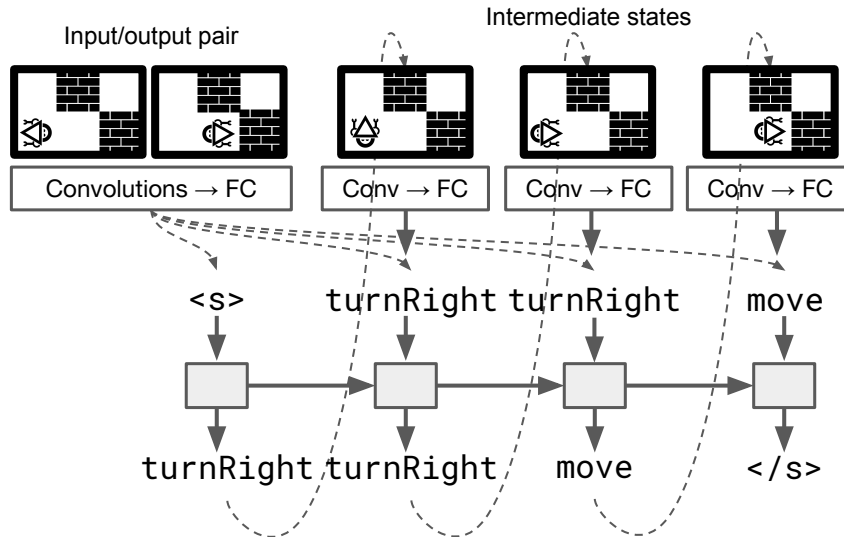 Input/output pair
Intermediate states
Convolutions → FC
Conv → FC
Conv → FC
Conv → FC
<s>
turnRight
turnRight
move
turnRight
turnRight
move
</s>